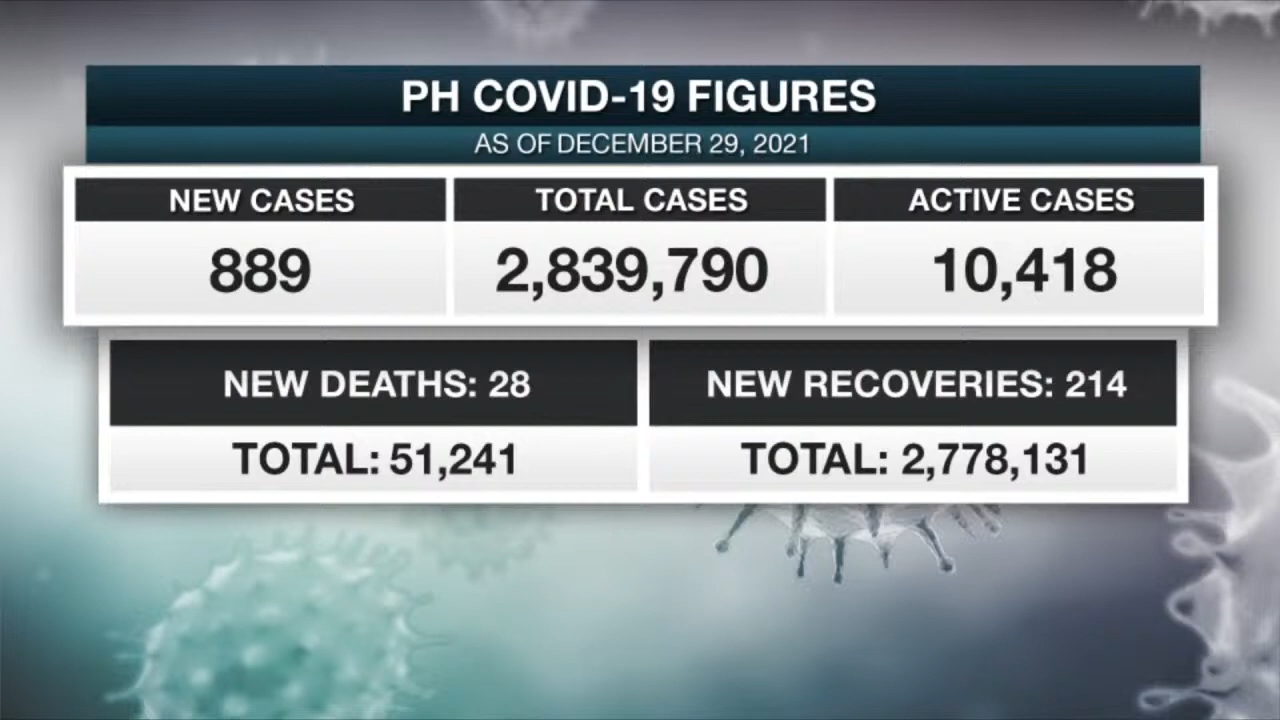 PH COVID-19 FIGURES
AS OF DECEMBER 29, 2021
NEW CASES
889
TOTAL CASES
2,839,790
ACTIVE CASES
10,418
NEW DEATHS: 28
TOTAL: 51,241
NEW RECOVERIES: 214
TOTAL: 2,778,131